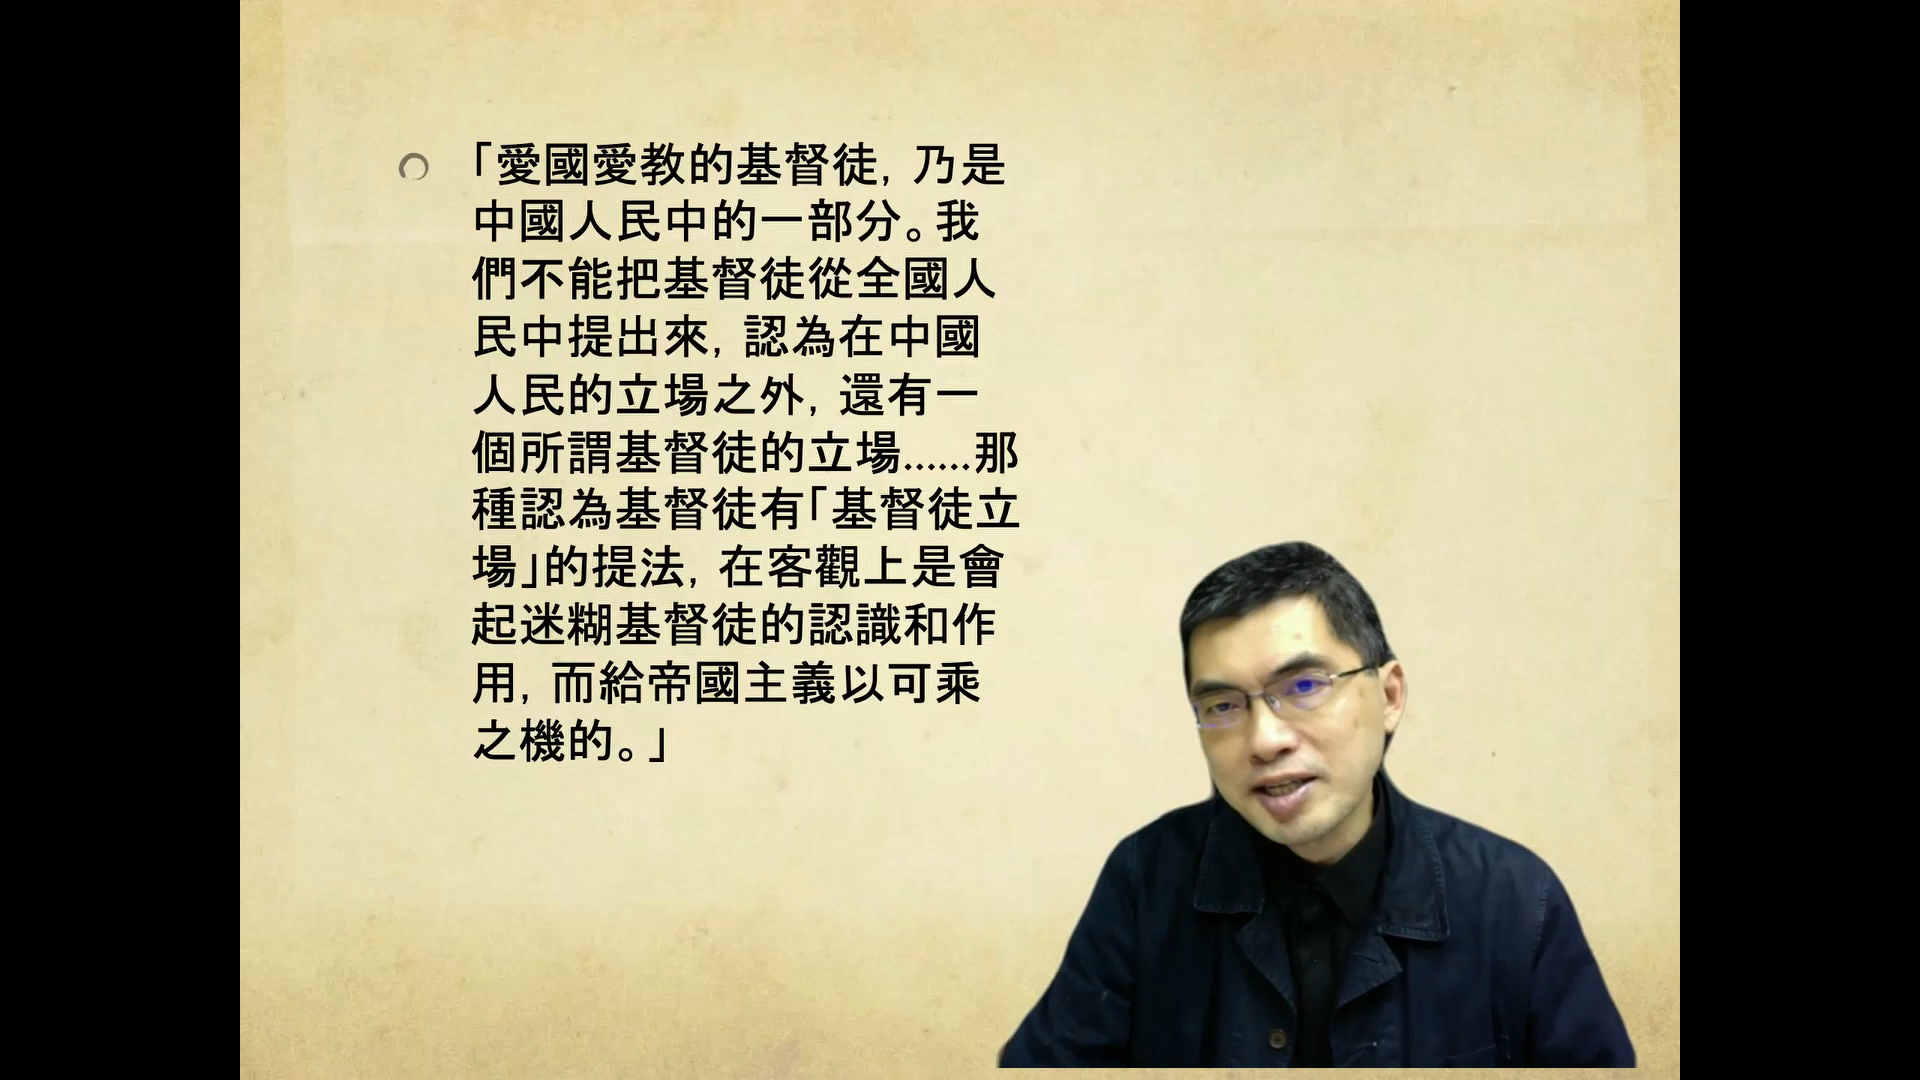 「愛國愛教的基督徒，乃是
中國人民中的一部分。我
們不能把基督徒從全國人
民中提出來，認為在中國
人民的立場之外，還有一
個所謂基督徒的立場……那
種認為基督徒有「基督徒立
場」的提法，在客觀上是會
起迷糊基督徒的認識和作
用，而給帝國主義以可乘
之機的。」